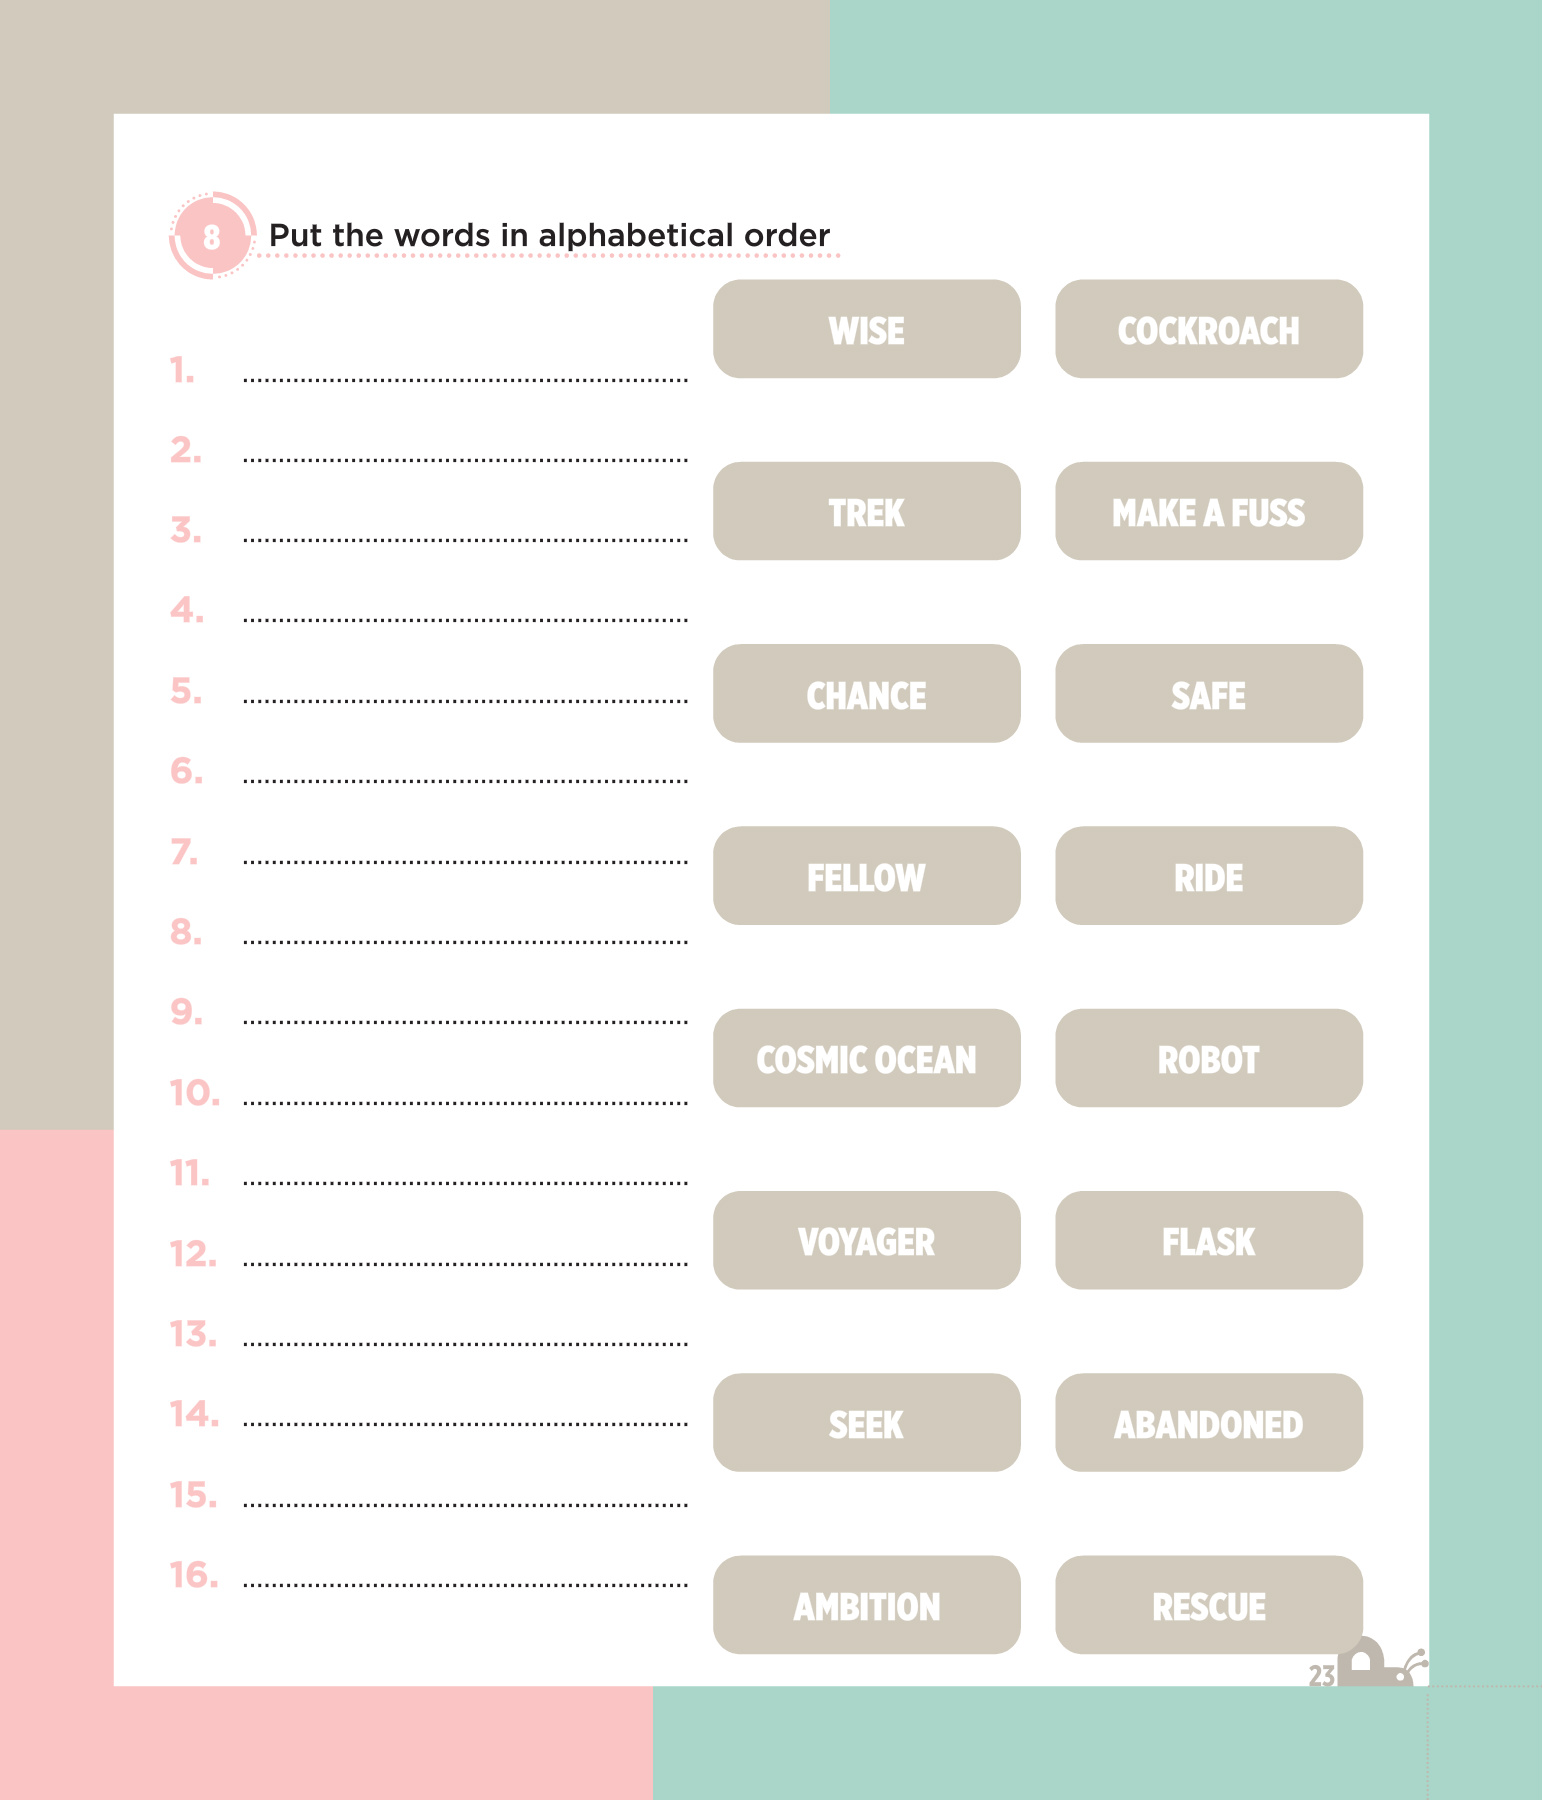 8
Put the words in alphabetical order
WISE
COCKROACH
1.
2.
TREK
MAKE A FUSS
3.
4.
CHANCE
SAFE
5.
6.
7.
FELLOW
RIDE
8.
9.
COSMIC OCEAN
ROBOT
10.
11.
VOYAGER
FLASK
12.
13.
SEEK
ABANDONED
14.
15.
16.
AMBITION
RESCUE
23